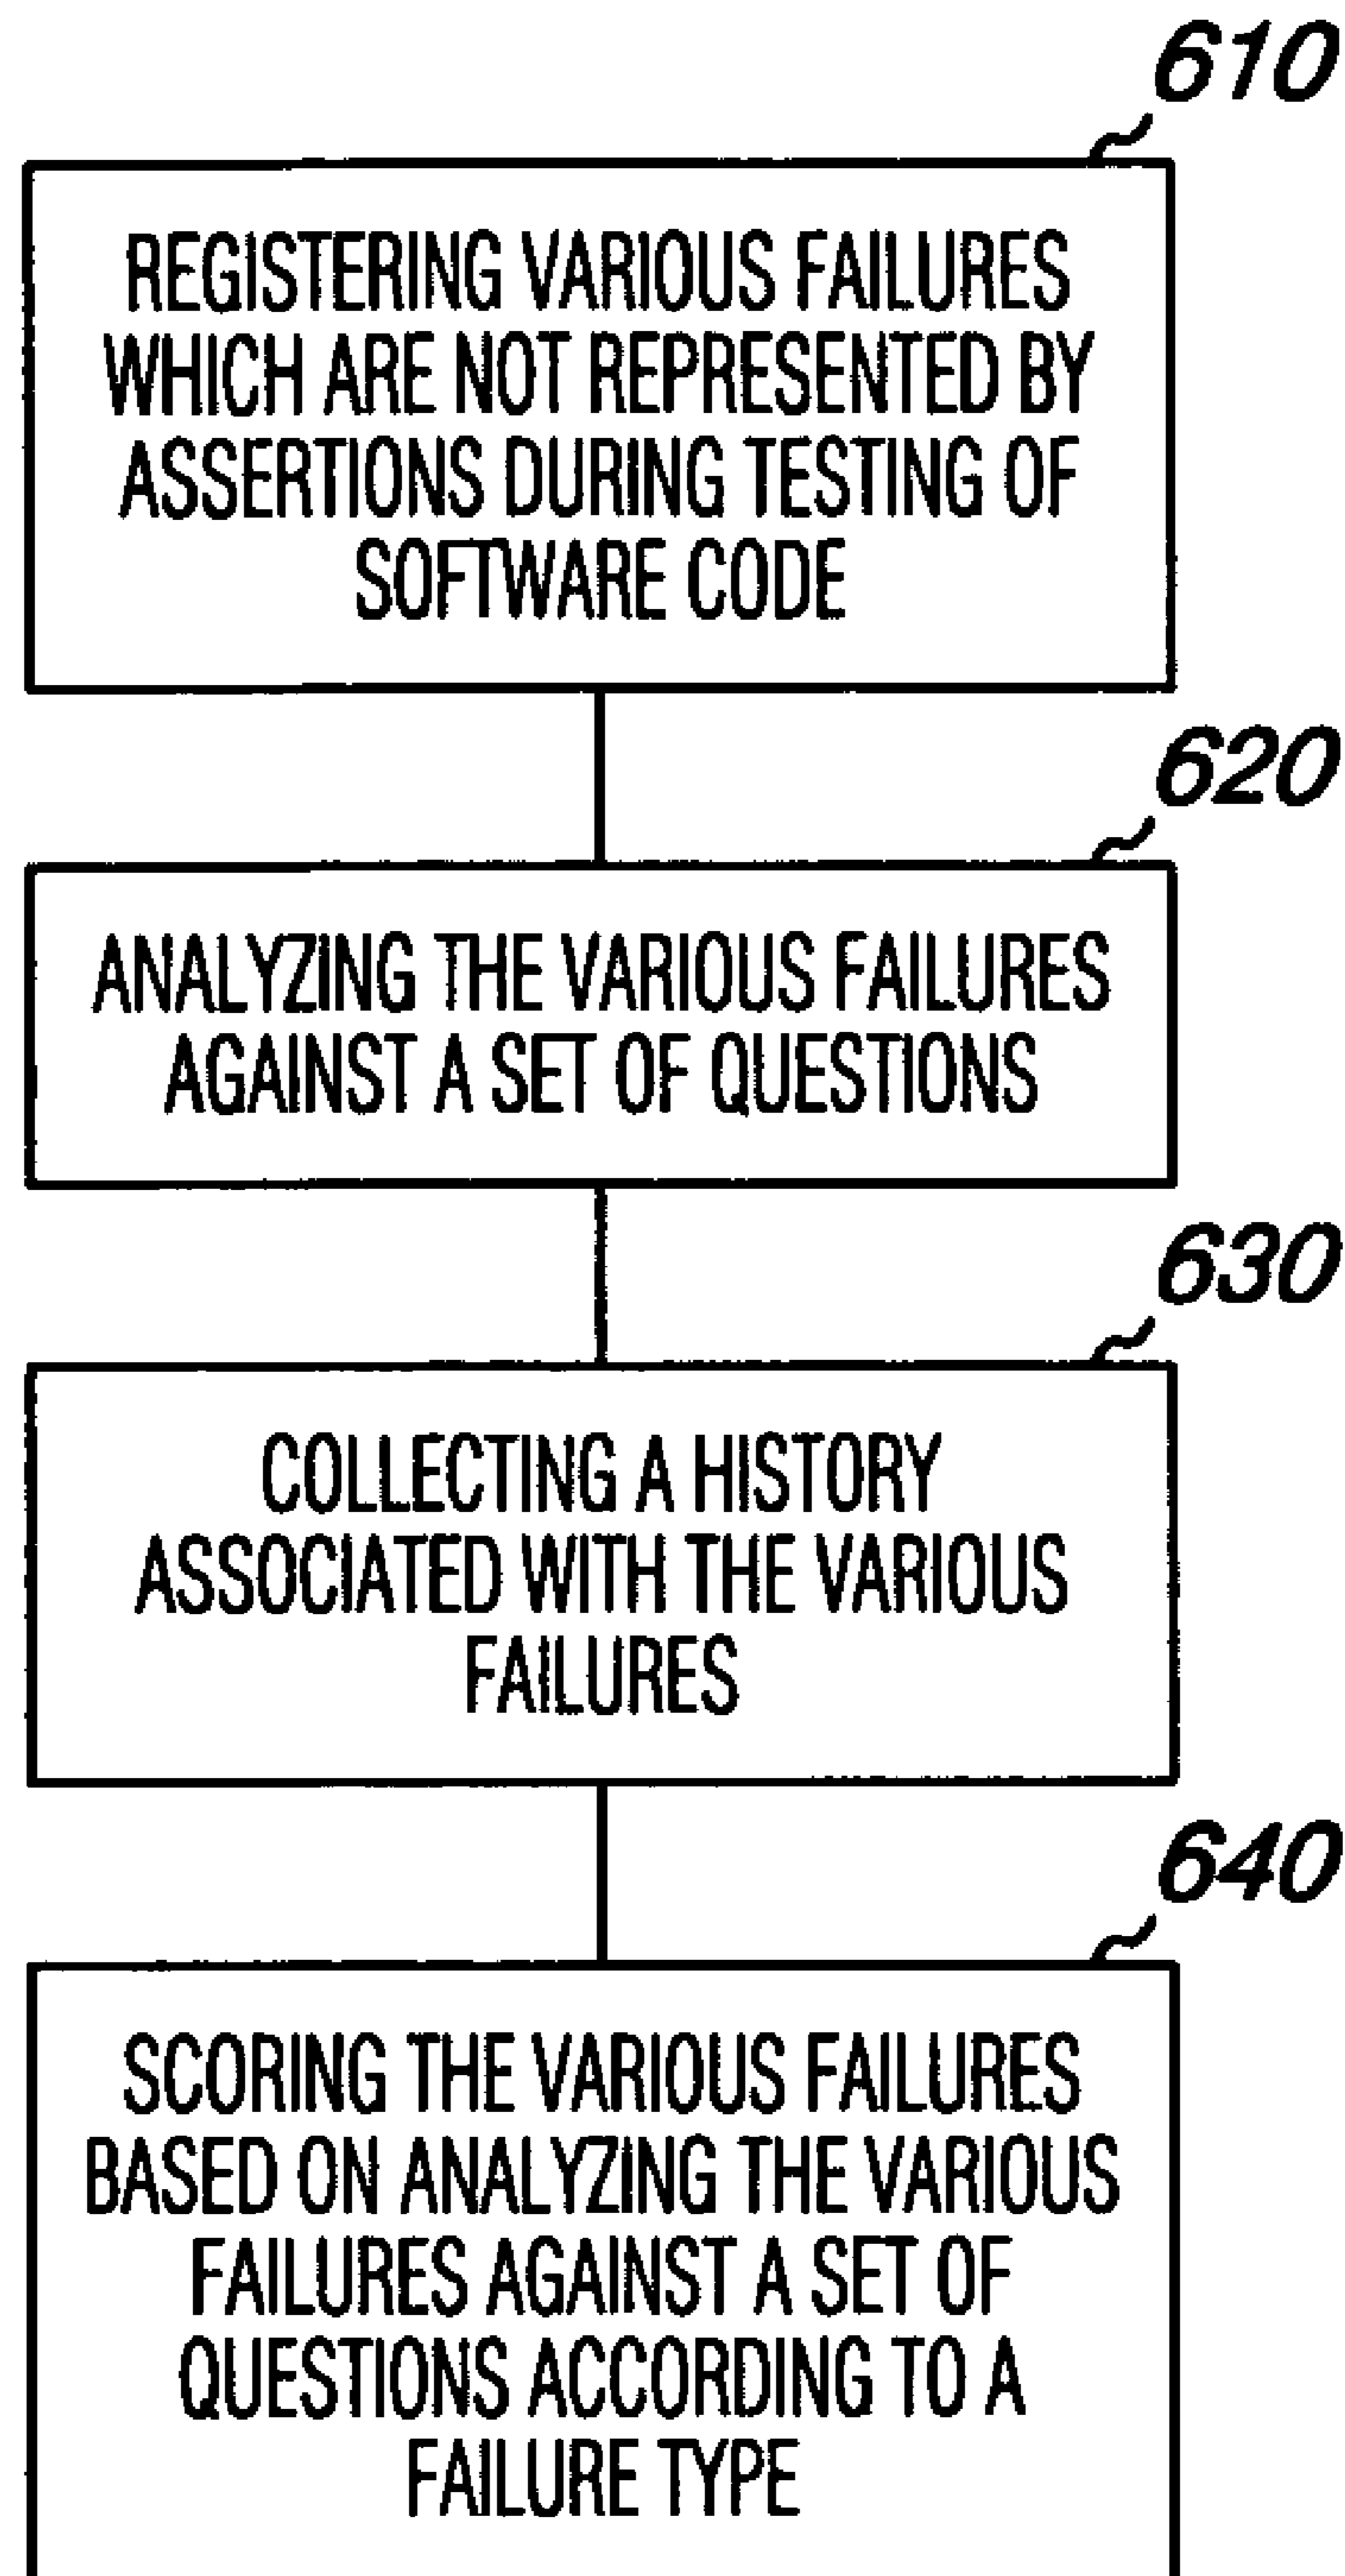 610
REGISTERING VARIOUS FAILURES
WHICH ARE NOT REPRESENTED BY
ASSERTIONS DURING TESTING OF
SOFTWARE CODE
620
ANALYZING THE VARIOUS FAILURES
AGAINST A SET OF QUESTIONS
630
COLLECTING A HISTORY
ASSOCIATED WITH THE VARIOUS
FAILURES
640
SCORING THE VARIOUS FAILURES
BASED ON ANALYZING THE VARIOUS
FAILURES AGAINST A SET OF
QUESTIONS ACCORDING TO A
FAILURE TYPE